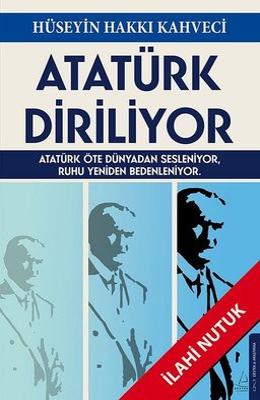 HÜSEYİN HAKKI KAHVECİ
ATATÜRK
DİRİLİYOR
ATATÜRK ÖTE DÜNYADAN SESLENİYOR,
RUHU YENİDEN BEDENLENİYOR.
İLAHİ NUTUK